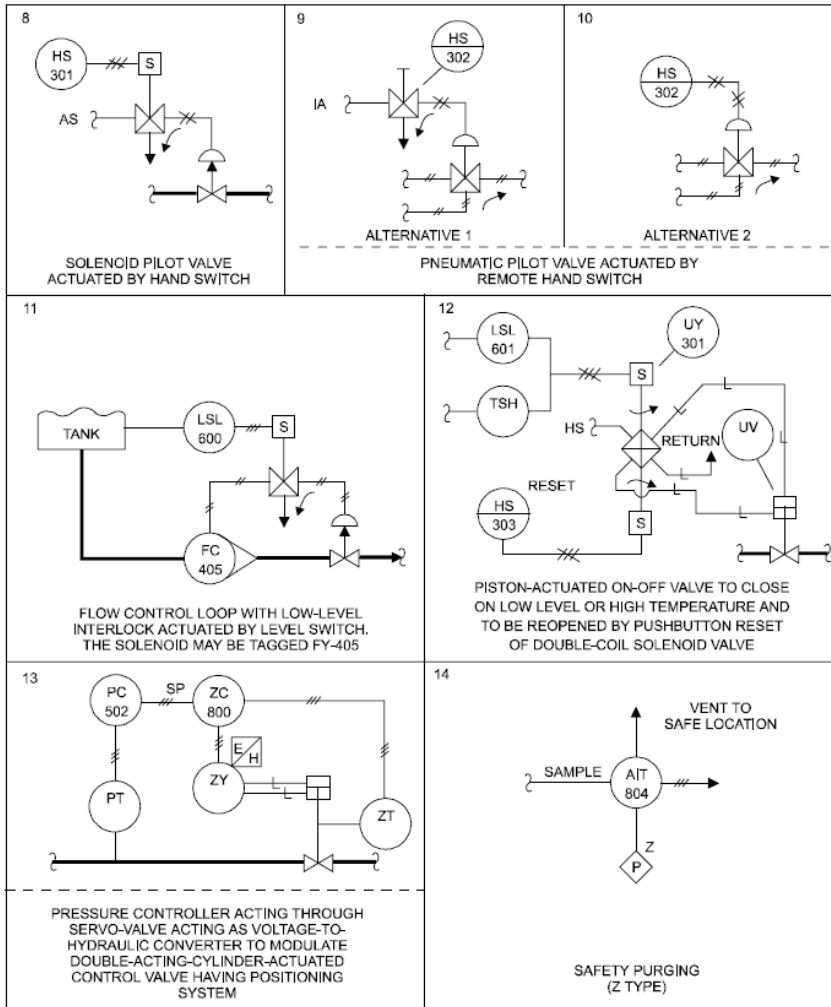 8
HS
301
S
AS
SOLENOID PILOT VALVE
ACTUATED BY HAND SWITCH
9
HS
302
IA
ALTERNATIVE 1
10
HS
302
ALTERNATIVE 2
PNEUMATIC PILOT VALVE ACTUATED BY
REMOTE HAND SWITCH
11
TANK
LSL
600
S
FC
405
FLOW CONTROL LOOP WITH LOW-LEVEL
INTERLOCK ACTUATED BY LEVEL SWITCH.
THE SOLENOID MAY BE TAGGED FY-405
12
LSL
601
UY
301
S
TSH
HS
L
L
RETURN
UV
L
L
L
RESET
HS
303
L
S
PISTON-ACTUATED ON-OFF VALVE TO CLOSE
ON LOW LEVEL OR HIGH TEMPERATURE AND
TO BE REOPENED BY PUSHBUTTON RESET
OF DOUBLE-COIL SOLENOID VALVE
13
PC
502
SP
ZC
800
E
H
ZY
L
L
PT
ZT
PRESSURE CONTROLLER ACTING THROUGH
SERVO-VALVE ACTING AS VOLTAGE-TO-
HYDRAULIC CONVERTER TO MODULATE
DOUBLE-ACTING-CYLINDER-ACTUATED
CONTROL VALVE HAVING POSITIONING
SYSTEM
14
VENT TO
SAFE LOCATION
SAMPLE
AIT
804
Z
P
SAFETY PURGING
(Z TYPE)